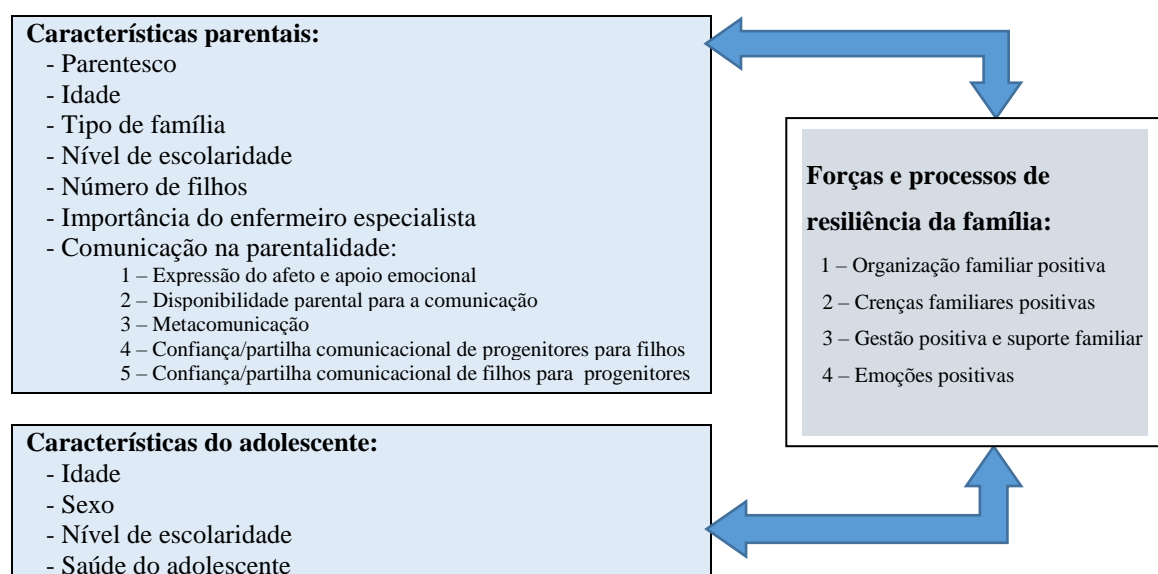 Características parentais:
- Parentesco
- Idade
- Tipo de família
- Nível de escolaridade
- Número de filhos
- Importância do enfermeiro especialista
- Comunicação na parentalidade:
1 – Expressão do afeto e apoio emocional
2 – Disponibilidade parental para a comunicação
3 – Metacomunicação
4 – Confiança/partilha comunicacional de progenitores para filhos
5 – Confiança/partilha comunicacional de filhos para progenitores
Forças e processos de
resiliência da família:
1 – Organização familiar positiva
2 – Crenças familiares positivas
3 – Gestão positiva e suporte familiar
4 – Emoções positivas
Características do adolescente:
- Idade
- Sexo
- Nível de escolaridade
- Saúde do adolescente